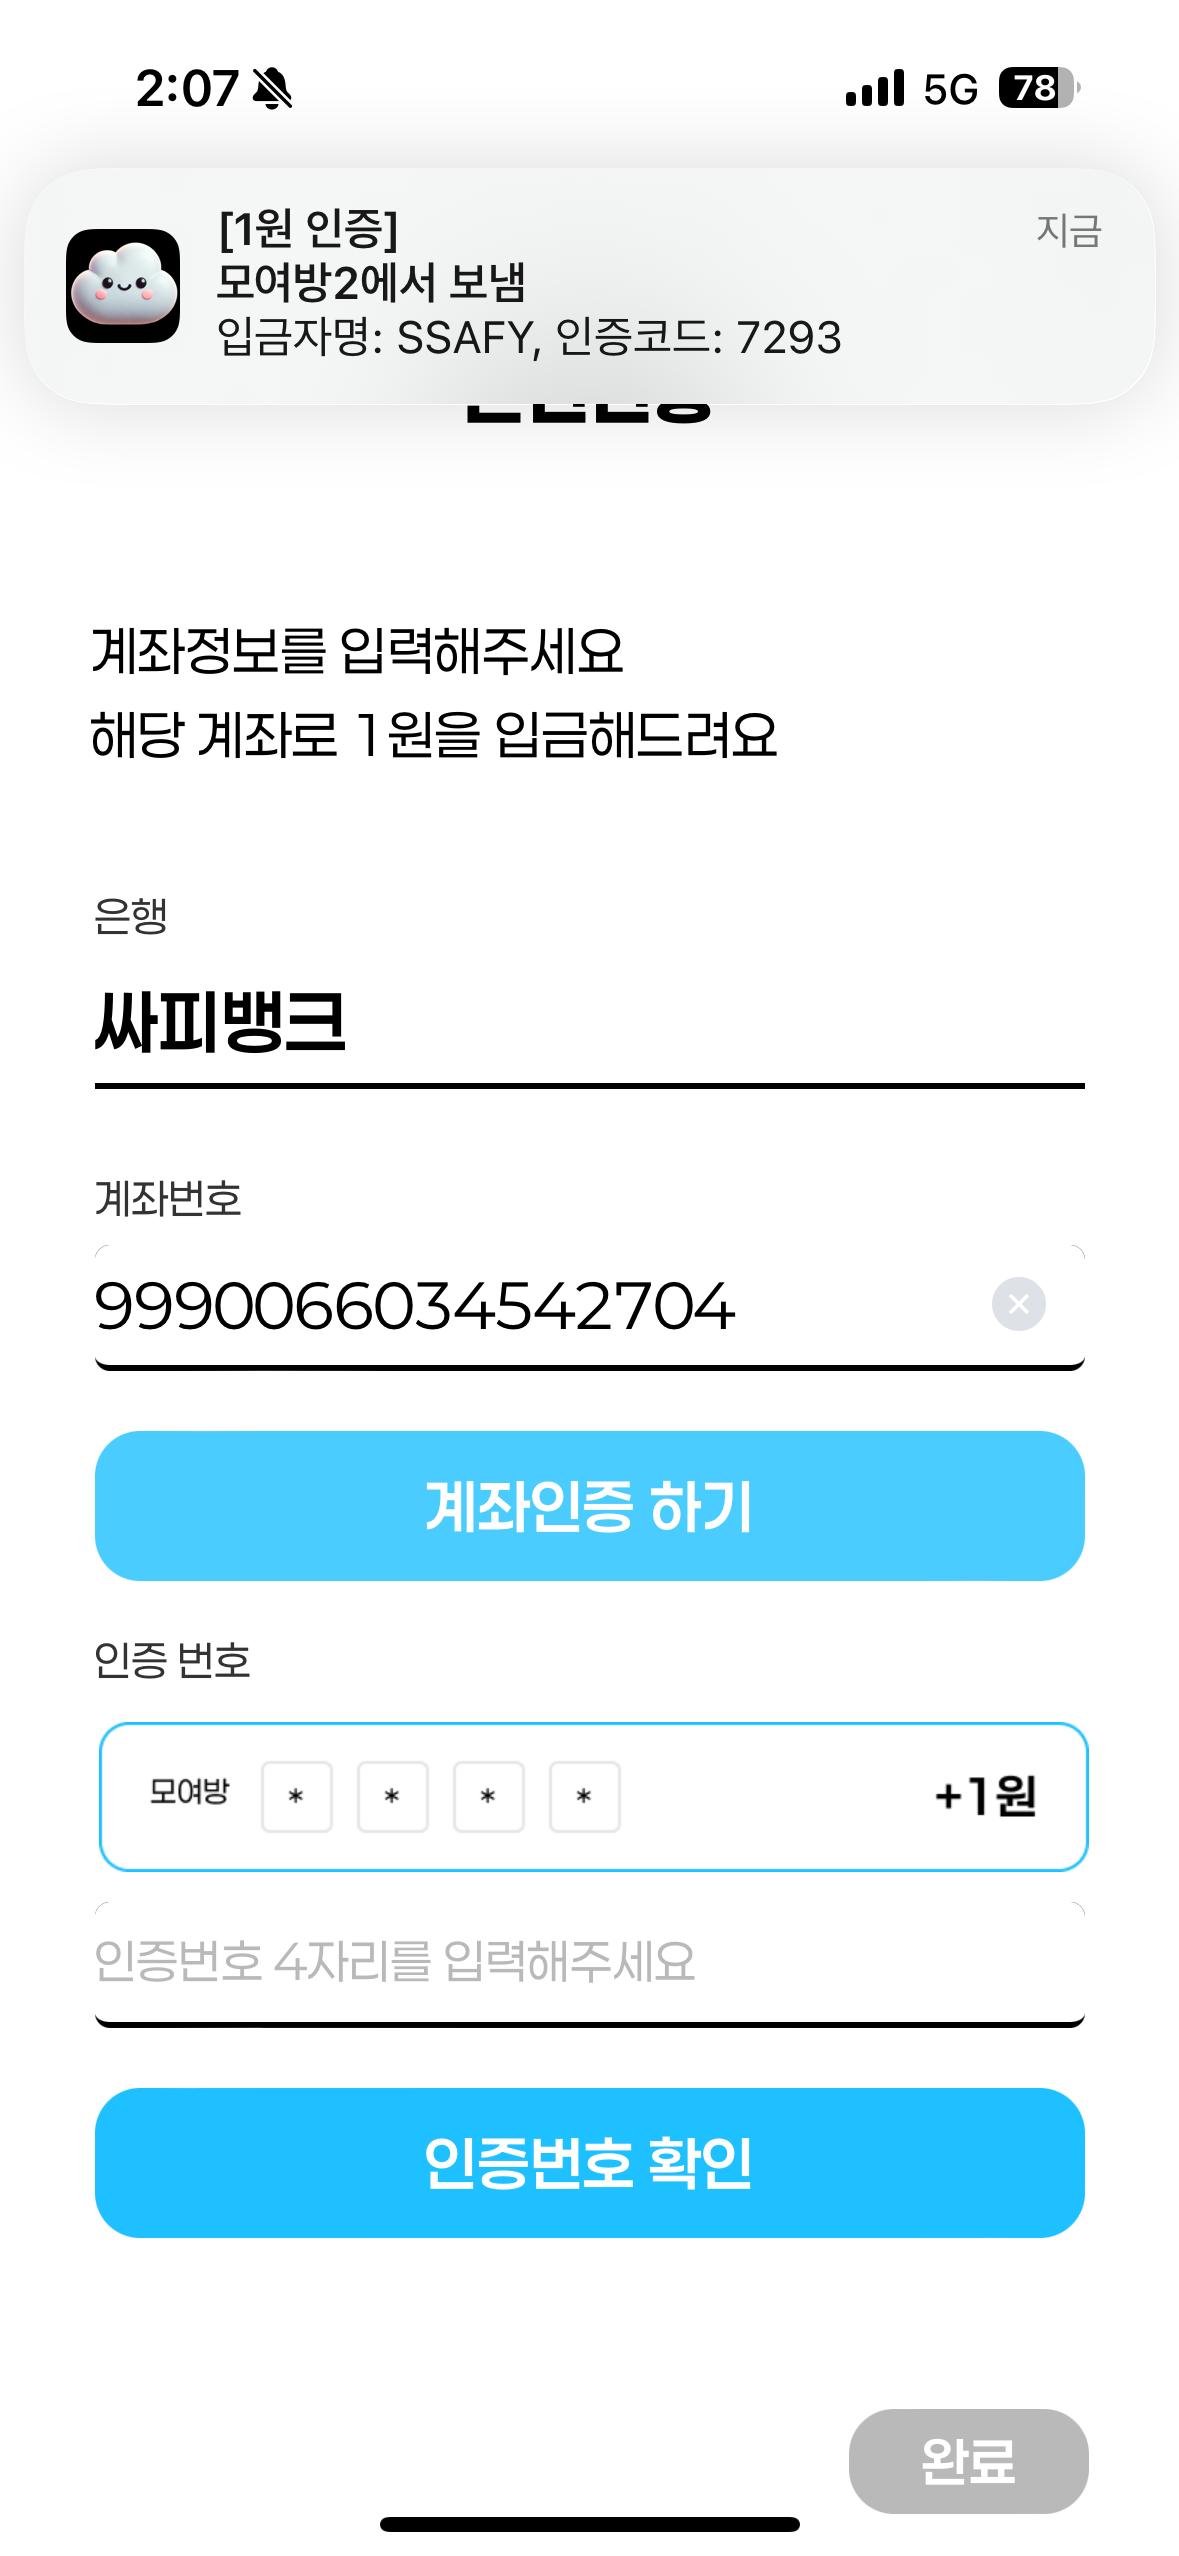 2:07
5G
78
[1원 인증]
지금
모여방2에서 보냄
입금자명: SSAFY, 인증코드: 7293
계좌정보를 입력해주세요
해당 계좌로 1원을 입금해드려요
은행
싸피뱅크
계좌번호
9990066034542704
계좌인증 하기
인증 번호
모여방 * * * * +1원
인증번호 4자리를 입력해주세요
인증번호 확인
완료